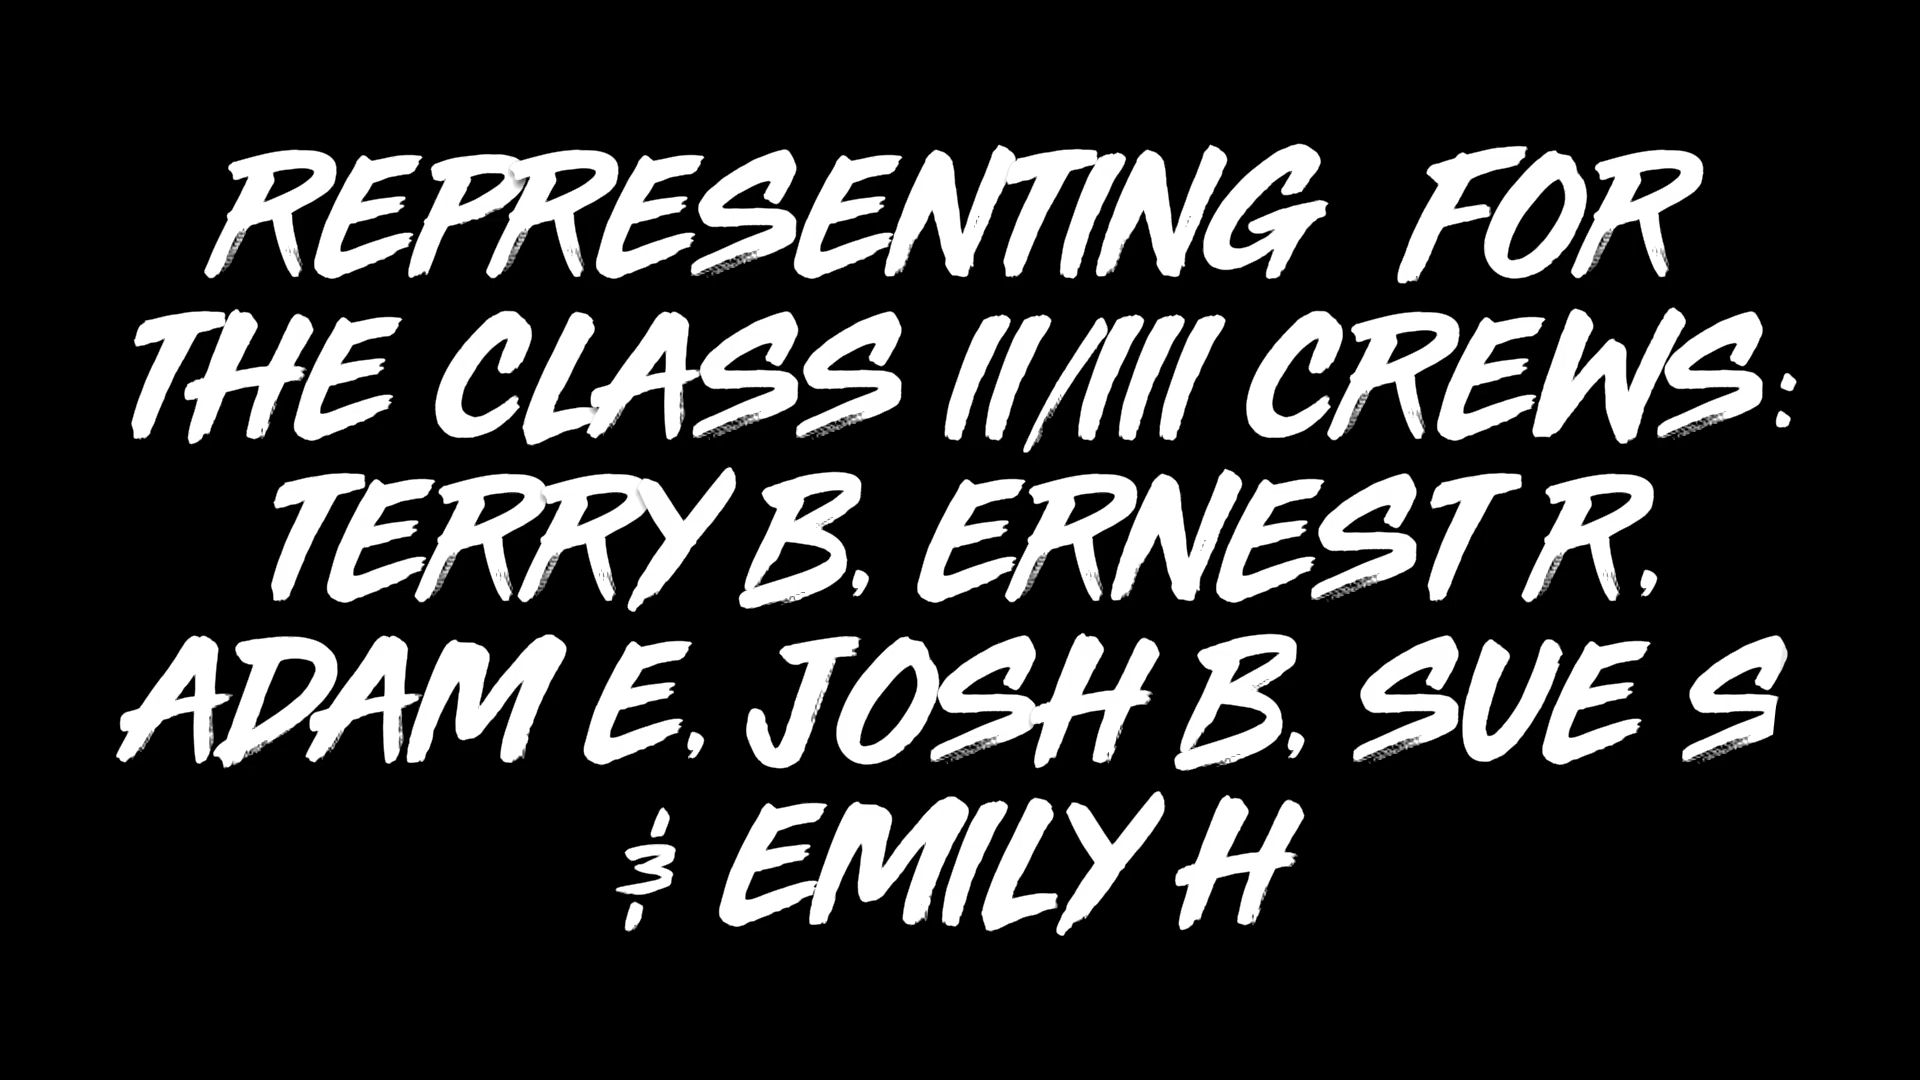 REPRESENTING FOR
THE CLASS II/III CREWS:
TERRY B, ERNEST R,
ADAM E, JOSH B, SUE S
& EMILY H